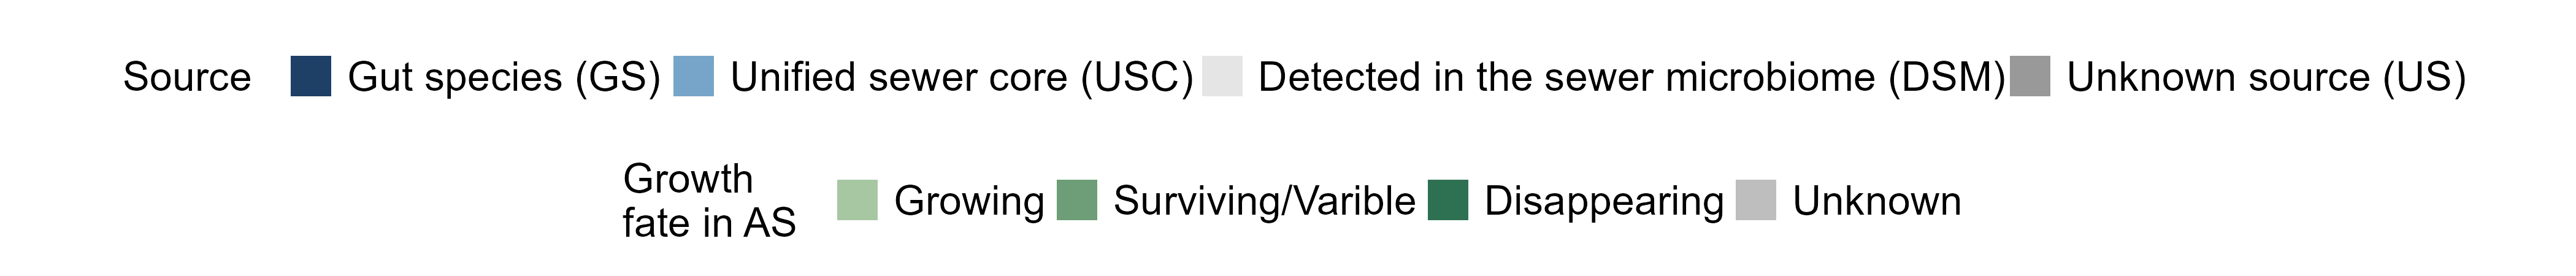 Source Gut species (GS) Unified sewer core (USC) Detected in the sewer microbiome (DSM) Unknown source (US)
Growth
fate in AS
Growing Surviving/Varible Disappearing Unknown